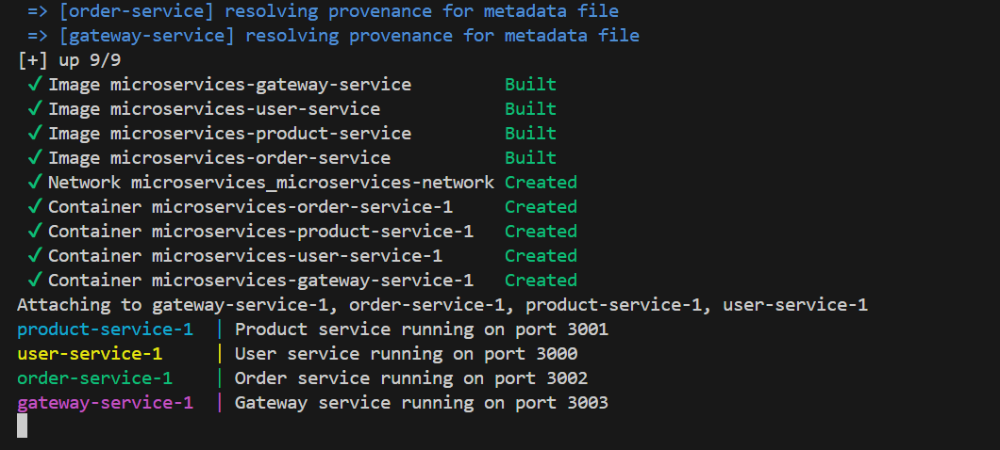 => [order-service] resolving provenance for metadata file
=> [gateway-service] resolving provenance for metadata file
[+] up 9/9
✓ Image microservices-gateway-service Built
✓ Image microservices-user-service Built
✓ Image microservices-product-service Built
✓ Image microservices-order-service Built
✓ Network microservices_microservices-network Created
✓ Container microservices-order-service-1 Created
✓ Container microservices-product-service-1 Created
✓ Container microservices-user-service-1 Created
✓ Container microservices-gateway-service-1 Created
Attaching to gateway-service-1, order-service-1, product-service-1, user-service-1
product-service-1 | Product service running on port 3001
user-service-1 | User service running on port 3000
order-service-1 | Order service running on port 3002
gateway-service-1 | Gateway service running on port 3003